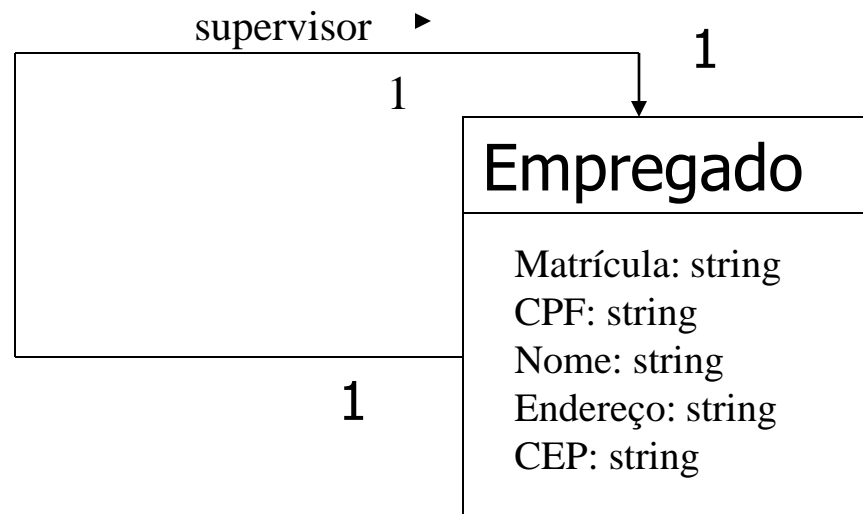 supervisor ►
1
1
Empregado
Matrícula: string
CPF: string
Nome: string
Endereço: string
CEP: string
1